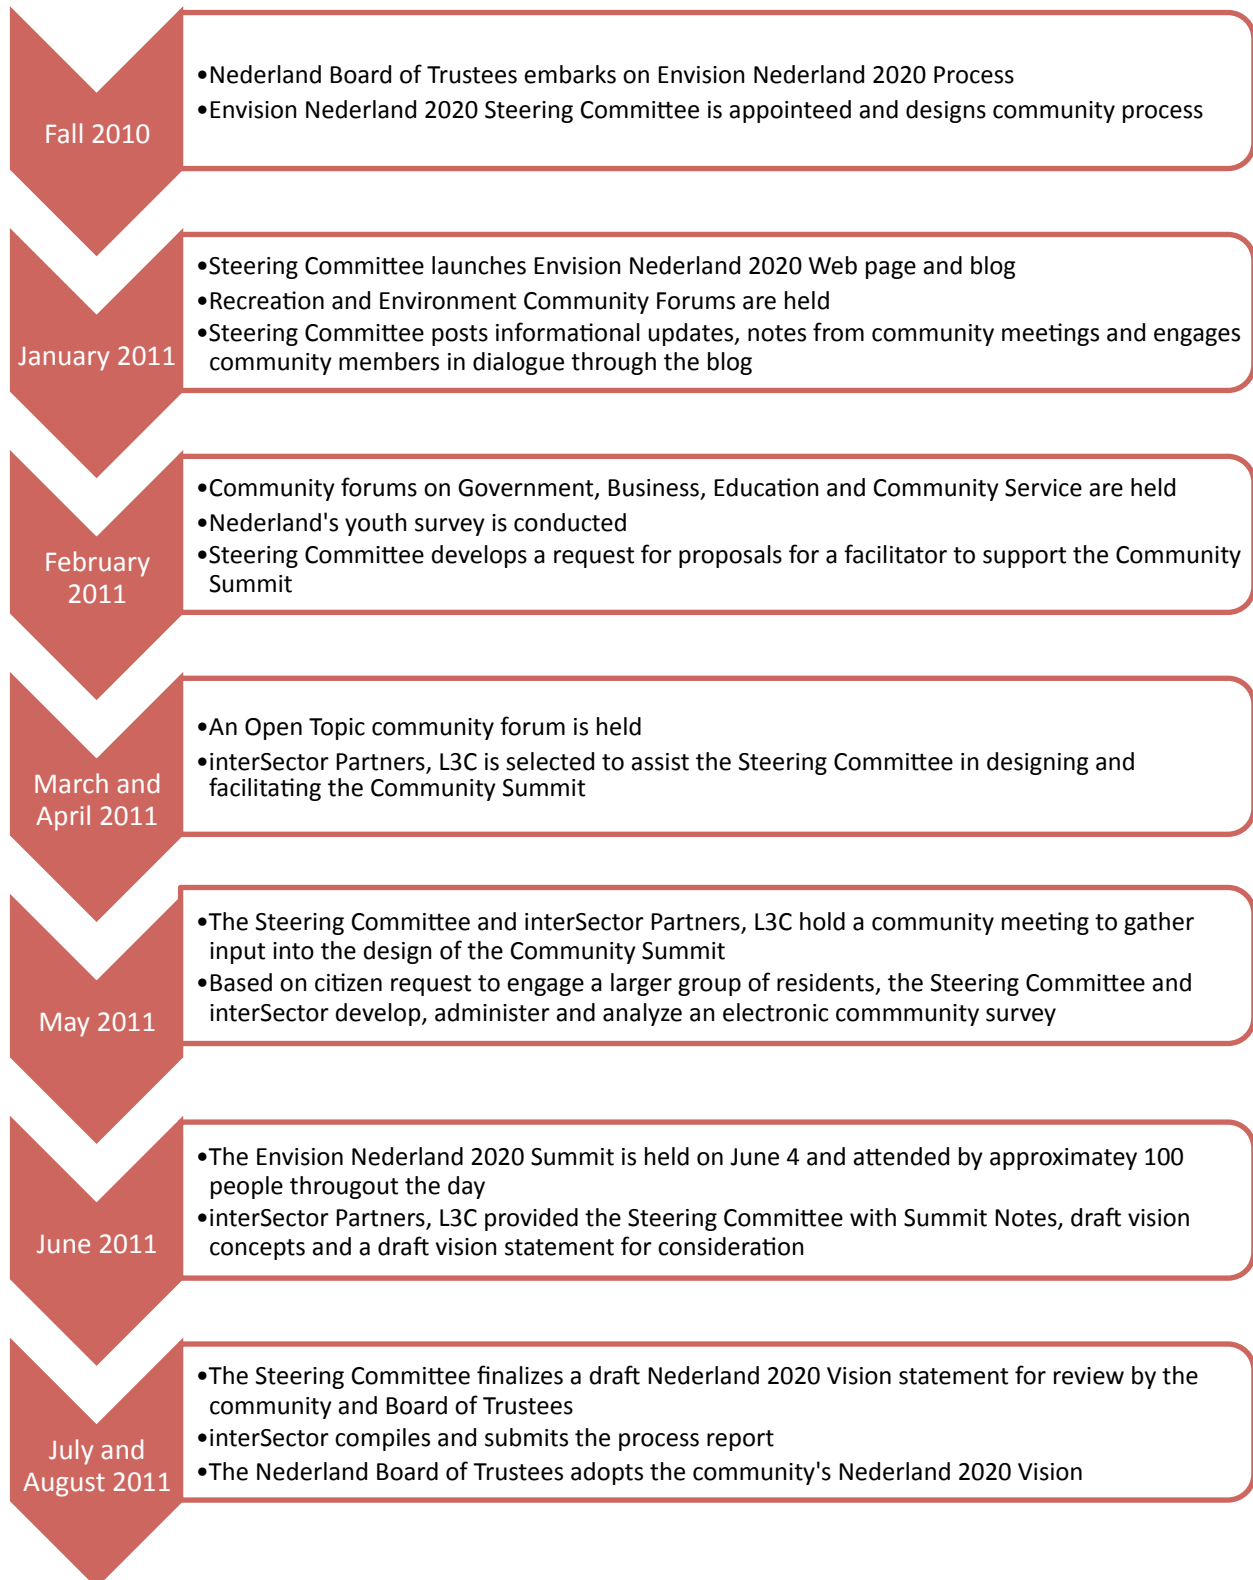 Fall 2010
•Nederland Board of Trustees embarks on Envision Nederland 2020 Process
•Envision Nederland 2020 Steering Committee is appointeed and designs community process
January 2011
•Steering Committee launches Envision Nederland 2020 Web page and blog
•Recreation and Environment Community Forums are held
•Steering Committee posts informational updates, notes from community meetings and engages
community members in dialogue through the blog
February
2011
•Community forums on Government, Business, Education and Community Service are held
•Nederland's youth survey is conducted
•Steering Committee develops a request for proposals for a facilitator to support the Community
Summit
March and
April 2011
•An Open Topic community forum is held
•interSector Partners, L3C is selected to assist the Steering Committee in designing and
facilitating the Community Summit
May 2011
•The Steering Committee and interSector Partners, L3C hold a community meeting to gather
input into the design of the Community Summit
•Based on citizen request to engage a larger group of residents, the Steering Committee and
interSector develop, administer and analyze an electronic commmunity survey
June 2011
•The Envision Nederland 2020 Summit is held on June 4 and attended by approximatey 100
people througout the day
•interSector Partners, L3C provided the Steering Committee with Summit Notes, draft vision
concepts and a draft vision statement for consideration
July and
August 2011
•The Steering Committee finalizes a draft Nederland 2020 Vision statement for review by the
community and Board of Trustees
•interSector compiles and submits the process report
•The Nederland Board of Trustees adopts the community's Nederland 2020 Vision